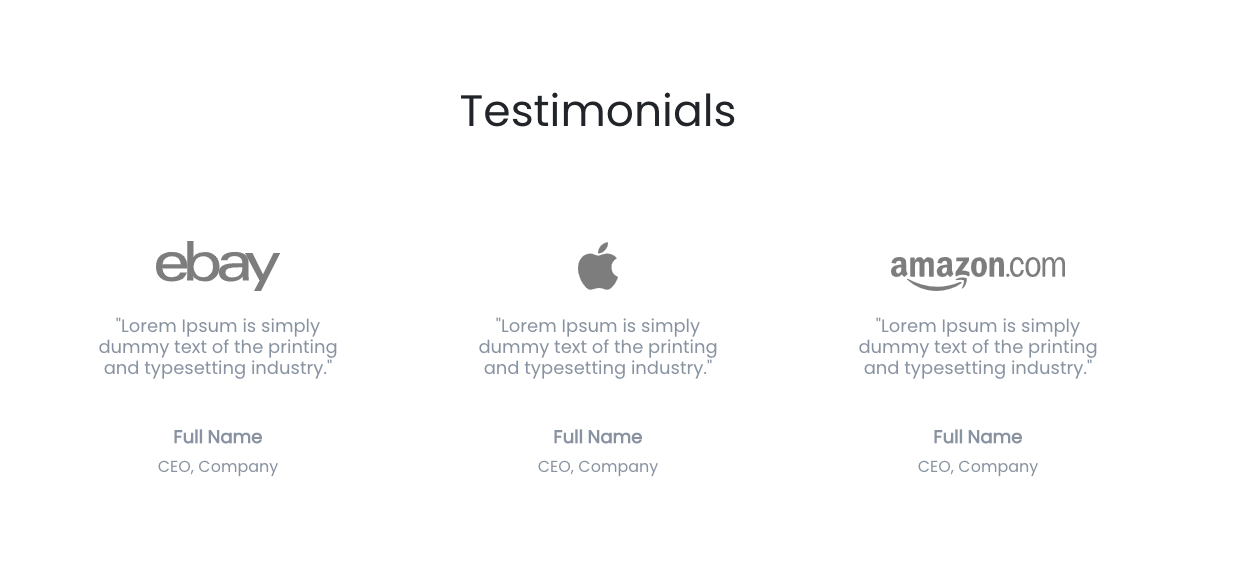 Testimonials
ebay
amazon.com
"Lorem Ipsum is simply
dummy text of the printing
and typesetting industry."
Full Name
CEO, Company
"Lorem Ipsum is simply
dummy text of the printing
and typesetting industry."
Full Name
CEO, Company
"Lorem Ipsum is simply
dummy text of the printing
and typesetting industry."
Full Name
CEO, Company